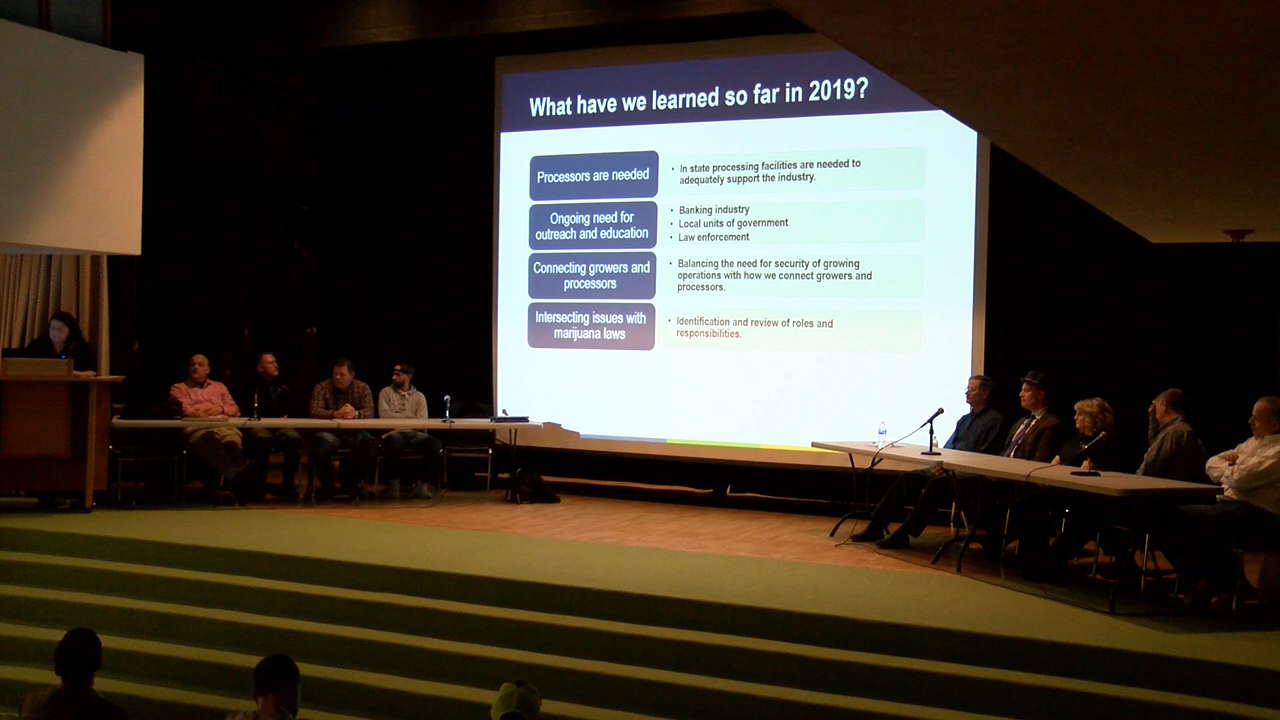 What have we learned so far in 2019?
Processors are needed
• In state processing facilities are needed to
adequately support the industry.
Ongoing need for
outreach and education
• Banking industry
• Local units of government
• Law enforcement
Connecting growers and
processors
• Balancing the need for security of growing
operations with how we connect growers and
processors.
Intersecting issues with
marijuana laws
• Identification and review of roles and
responsibilities.